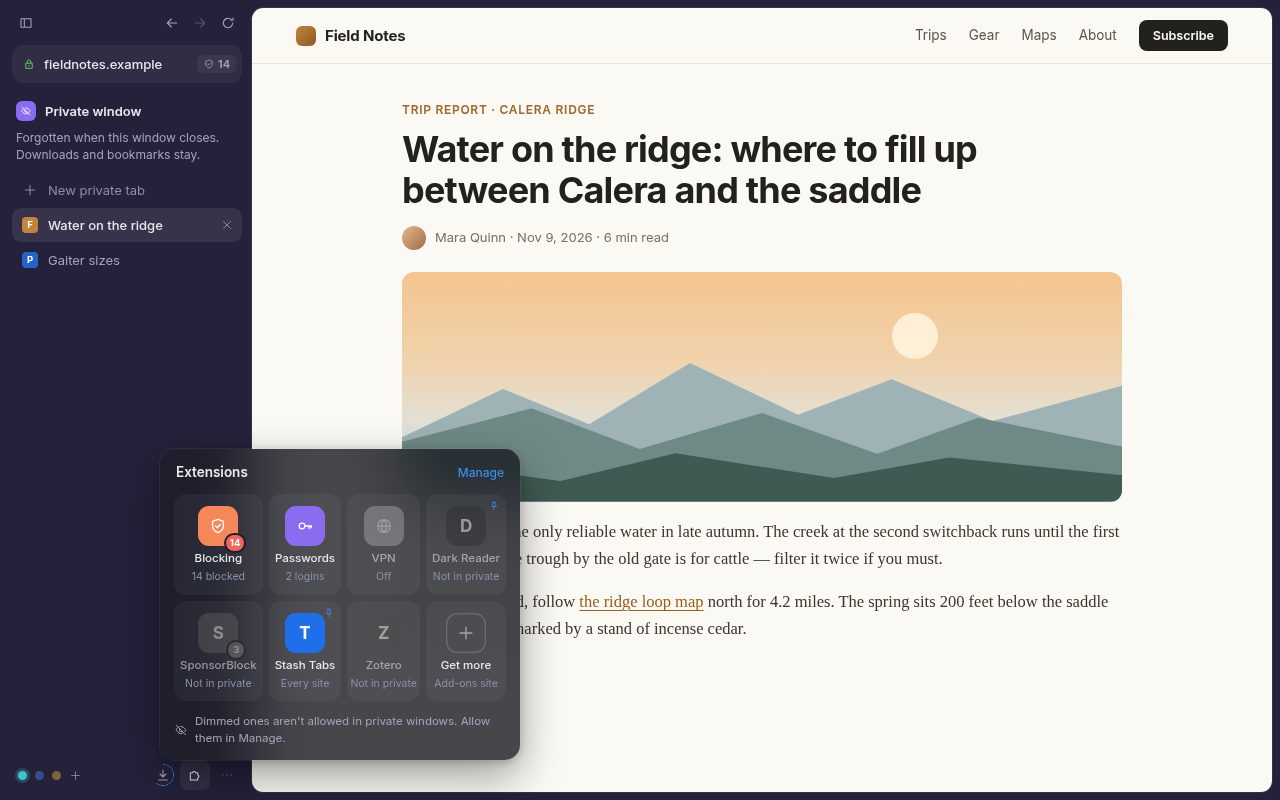 fieldnotes.example
14
Private window
Forgotten when this window closes.
Downloads and bookmarks stay.
New private tab
F Water on the ridge
P Gaiter sizes
Field Notes
Trips Gear Maps About Subscribe
TRIP REPORT · CALERA RIDGE
Water on the ridge: where to fill up
between Calera and the saddle
Mara Quinn · Nov 9, 2026 · 6 min read
only reliable water in late autumn. The creek at the second switchback runs until the first
trough by the old gate is for cattle — filter it twice if you must.
follow the ridge loop map north for 4.2 miles. The spring sits 200 feet below the saddle
marked by a stand of incense cedar.
Extensions
Manage
14
Blocking
14 blocked
Passwords
2 logins
VPN
Off
D
Dark Reader
Not in private
S
3
SponsorBlock
Not in private
T
Stash Tabs
Every site
Z
Zotero
Not in private
Get more
Add-ons site
Dimmed ones aren't allowed in private windows. Allow
them in Manage.